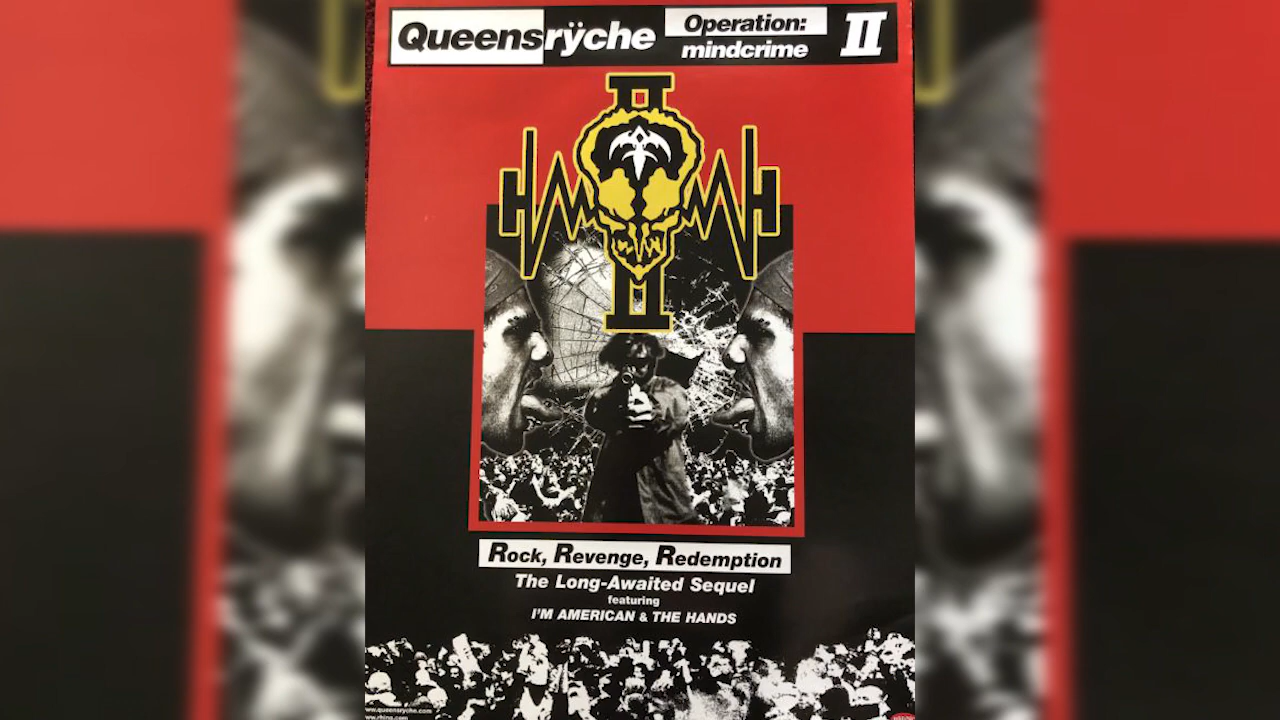 Queensrÿche Operation: mindcrime II
Rock, Revenge, Redemption
The Long-Awaited Sequel
featuring
I'M AMERICAN & THE HANDS
www.queensryche.com
www.rhino.com